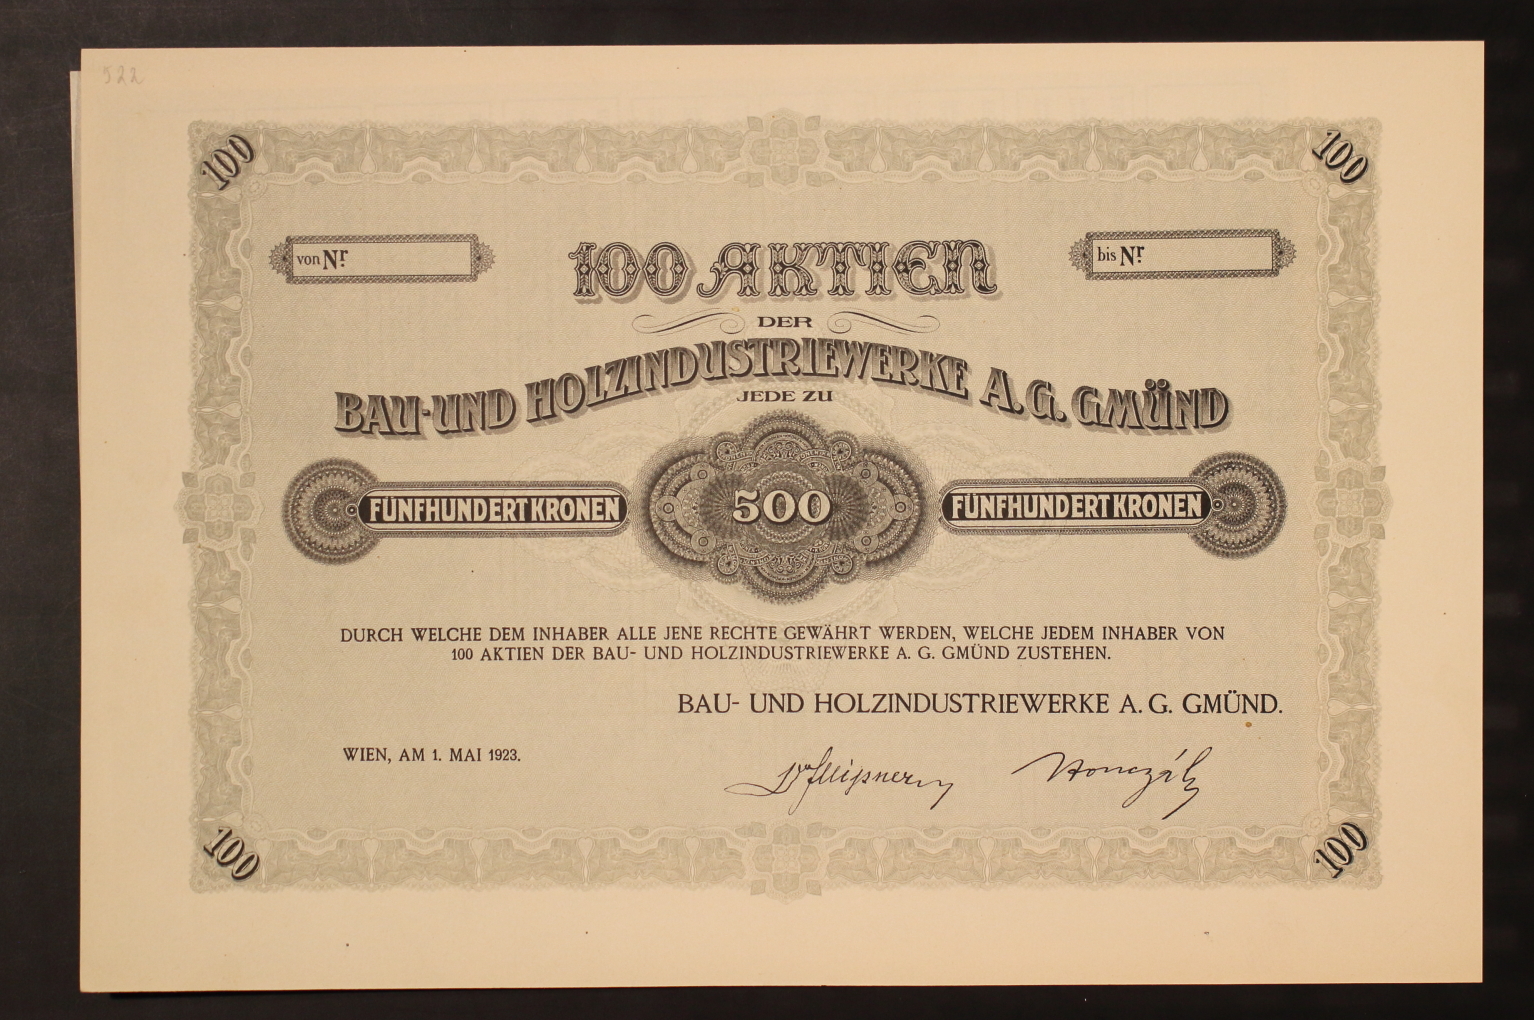 522
100 100
von Nr. 100 AKTIEN bis Nr.
DER
BAU- UND HOLZINDUSTRIEWERKE A.G. GMÜND
JEDE ZU
FÜNFHUNDERT KRONEN 500 FÜNFHUNDERT KRONEN
DURCH WELCHE DEM INHABER ALLE JENE RECHTE GEWÄHRT WERDEN, WELCHE JEDEM INHABER VON
100 AKTIEN DER BAU- UND HOLZINDUSTRIEWERKE A. G. GMÜND ZUSTEHEN.
BAU- UND HOLZINDUSTRIEWERKE A. G. GMÜND.
WIEN, AM 1. MAI 1923.
100 100